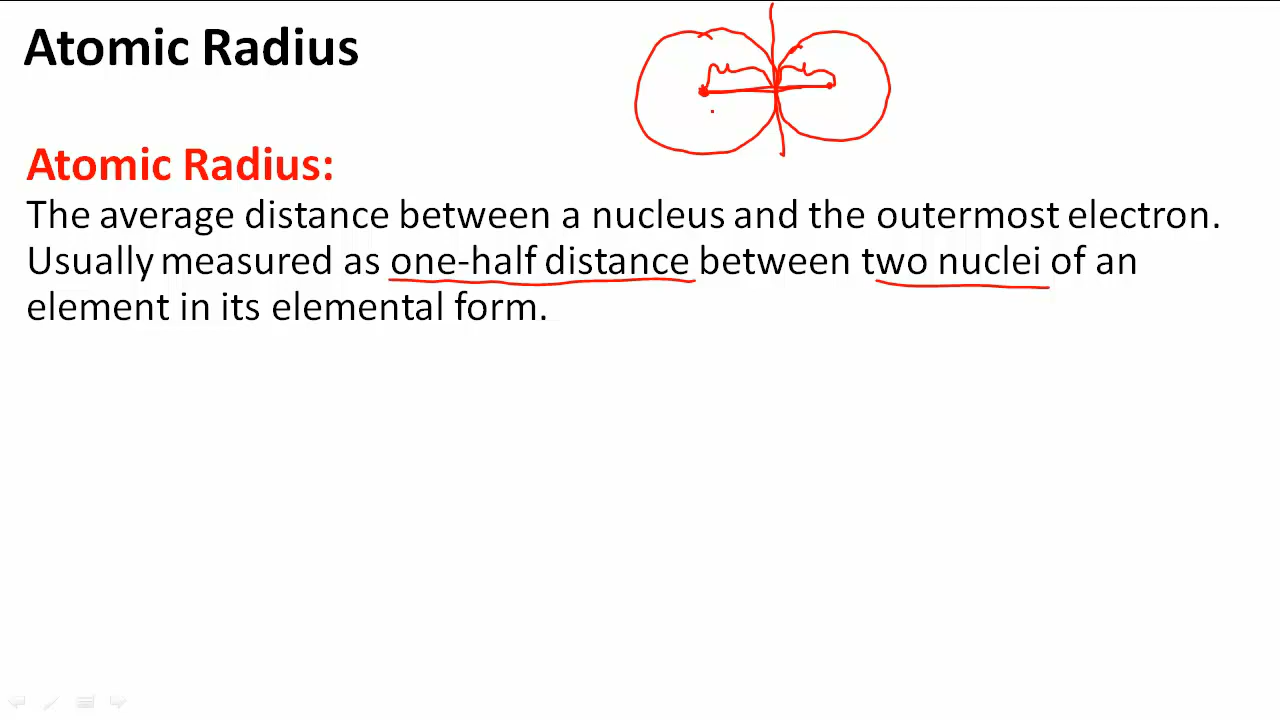 Atomic Radius
Atomic Radius:
The average distance between a nucleus and the outermost electron.
Usually measured as one-half distance between two nuclei of an
element in its elemental form.